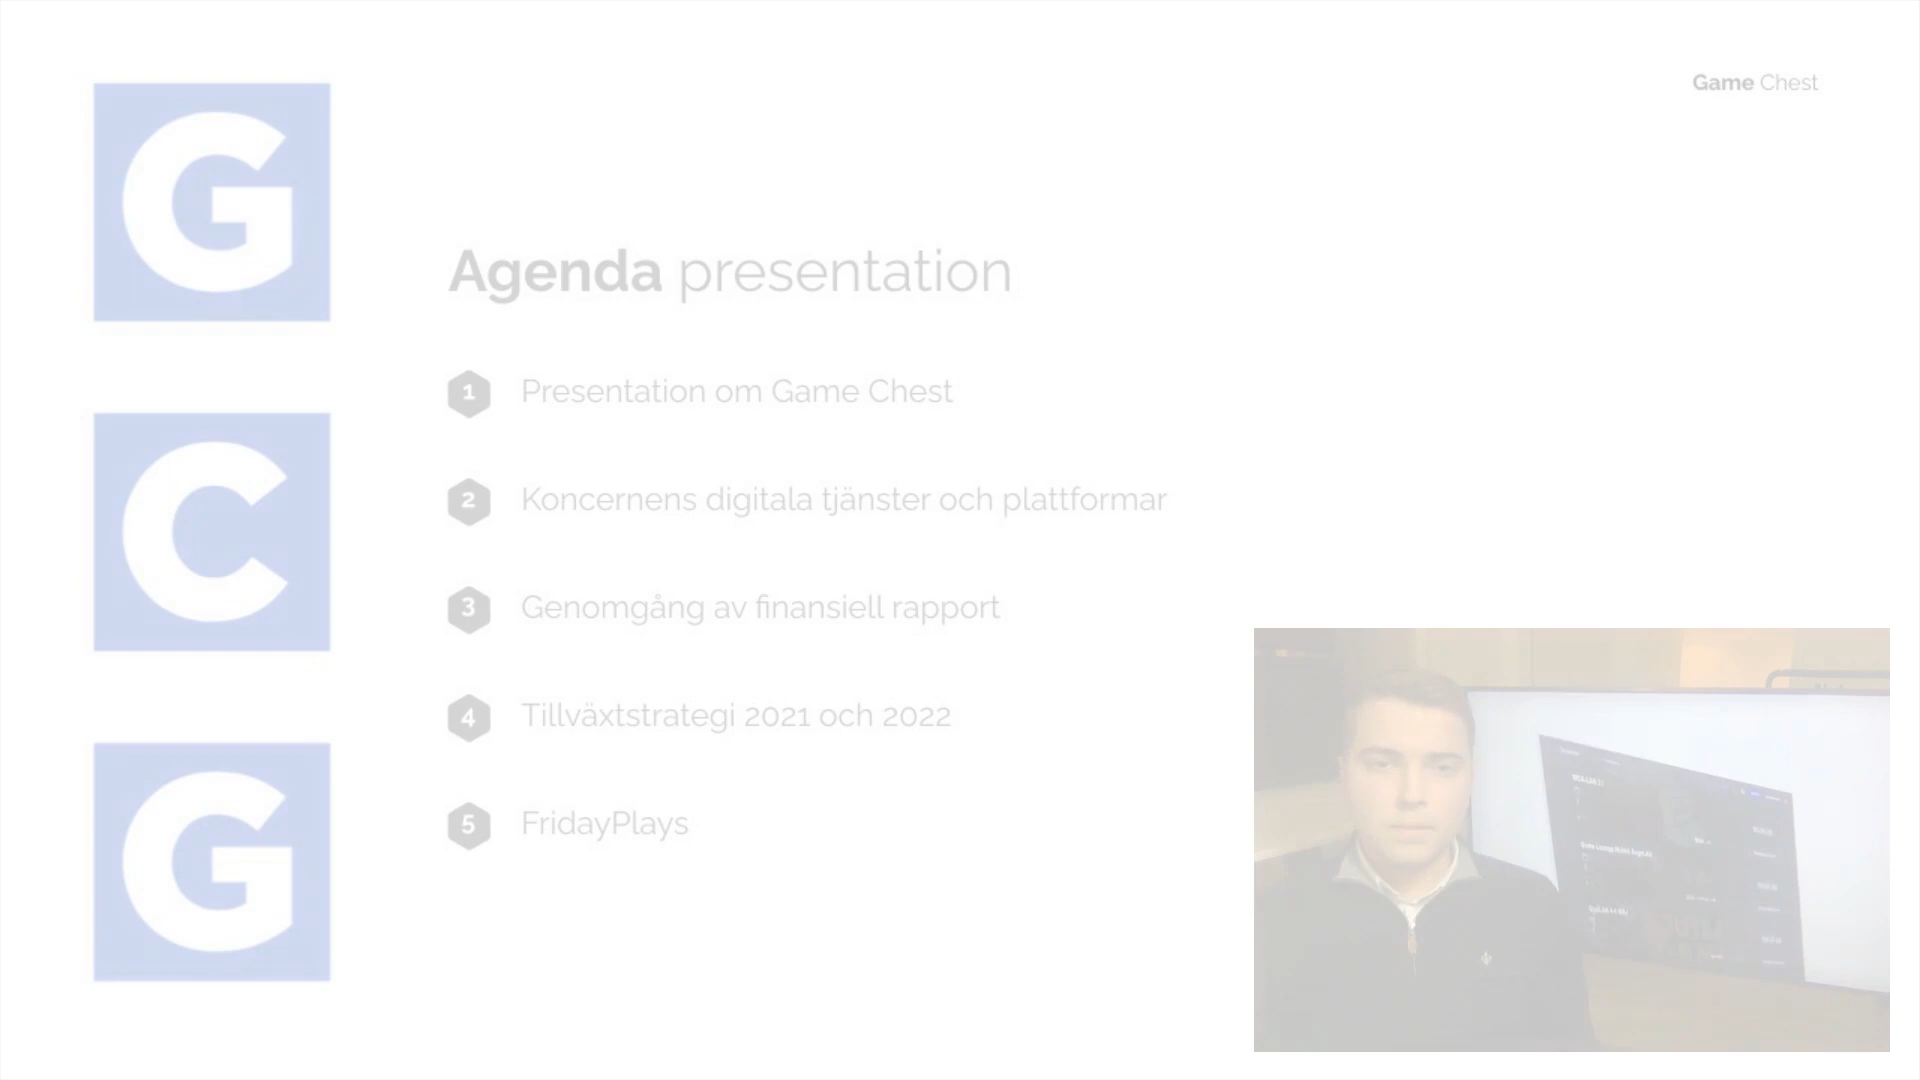 G
C
G
Game Chest
Agenda presentation
1 Presentation om Game Chest
2 Koncernens digitala tjänster och plattformar
3 Genomgång av finansiell rapport
4 Tillväxtstrategi 2021 och 2022
5 FridayPlays